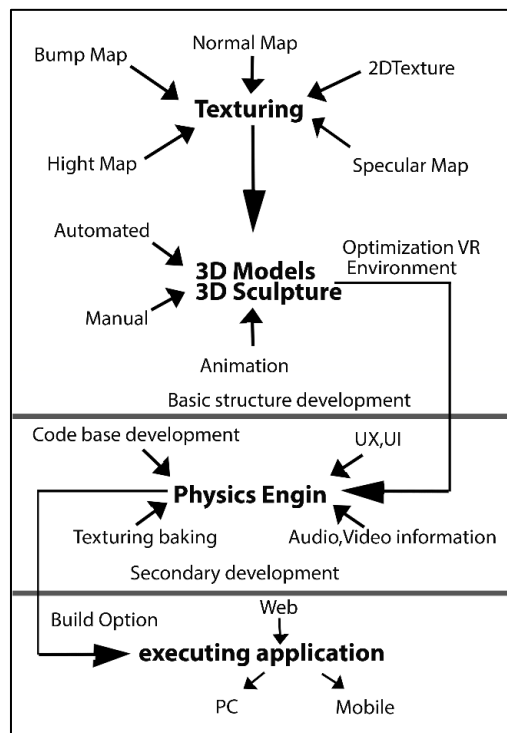 Normal Map
Bump Map
2DTexture
Texturing
Hight Map
Specular Map
Automated
Optimization VR
Environment
3D Models
3D Sculpture
Manual
Animation
Basic structure development
Code base development
UX,UI
Physics Engin
Texturing baking
Audio,Video information
Secondary development
Web
Build Option
executing application
PC
Mobile